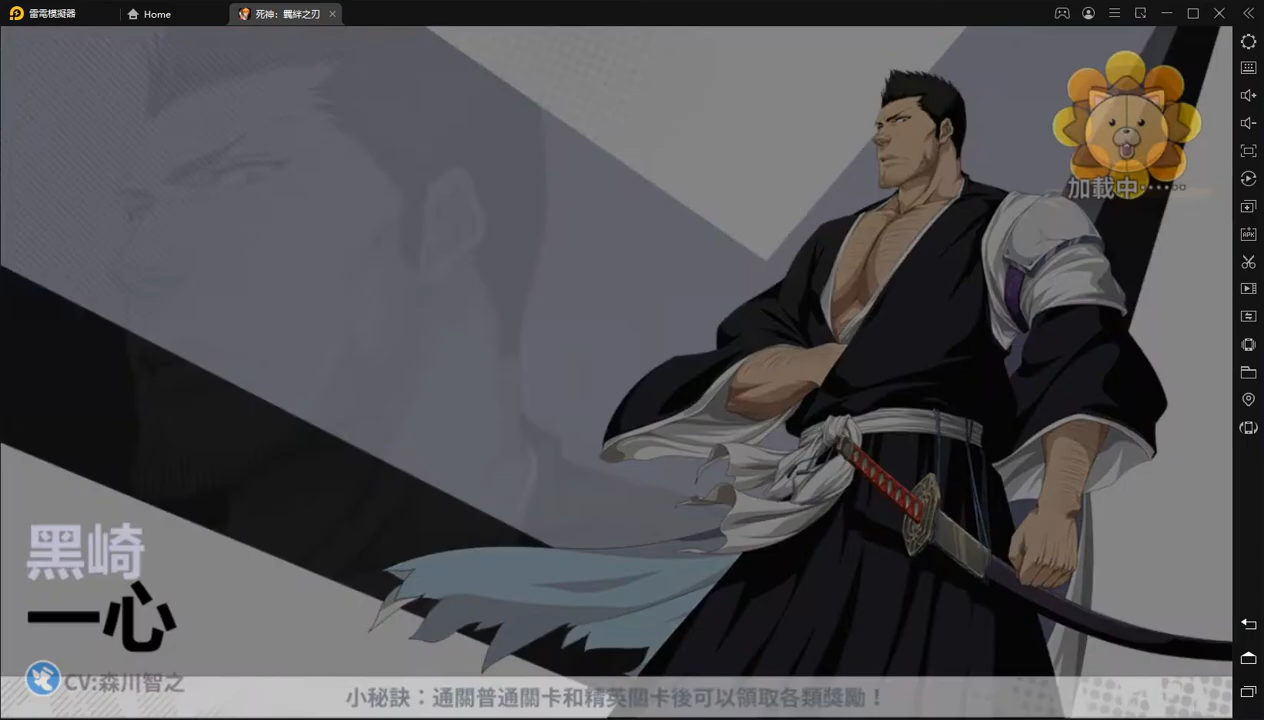 雷電模擬器
Home
死神：羈絆之刃
加載中······
黑崎
一心
CV:森川智之
小秘訣：通關普通關卡和精英關卡後可以領取各類獎勵！
APK